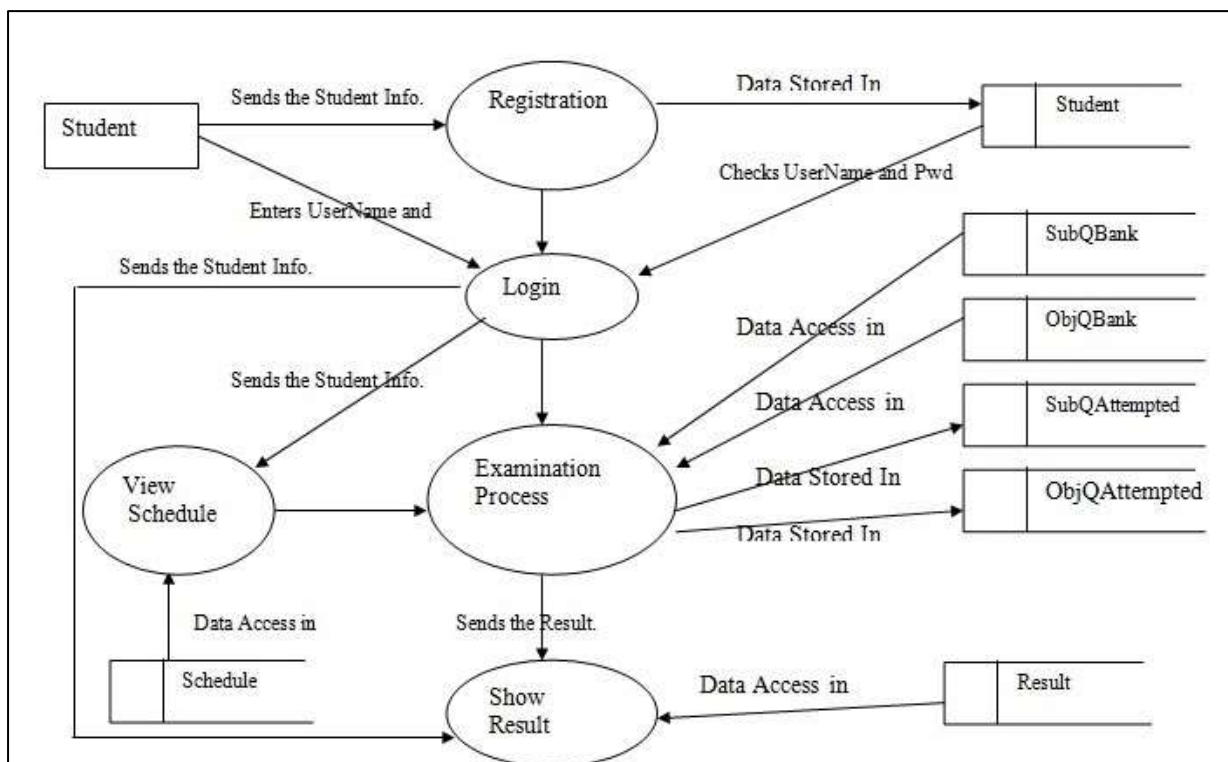 Sends the Student Info.
Registration
Data Stored In
Student
Student
Checks UserName and Pwd
Enters UserName and
SubQBank
Sends the Student Info.
Login
ObjQBank
Data Access in
Sends the Student Info.
Data Access in
SubQAttempted
Examination
Process
View
Schedule
Data Stored In
ObjQAttempted
Data Stored In
Data Access in
Sends the Result.
Schedule
Show
Result
Data Access in
Result